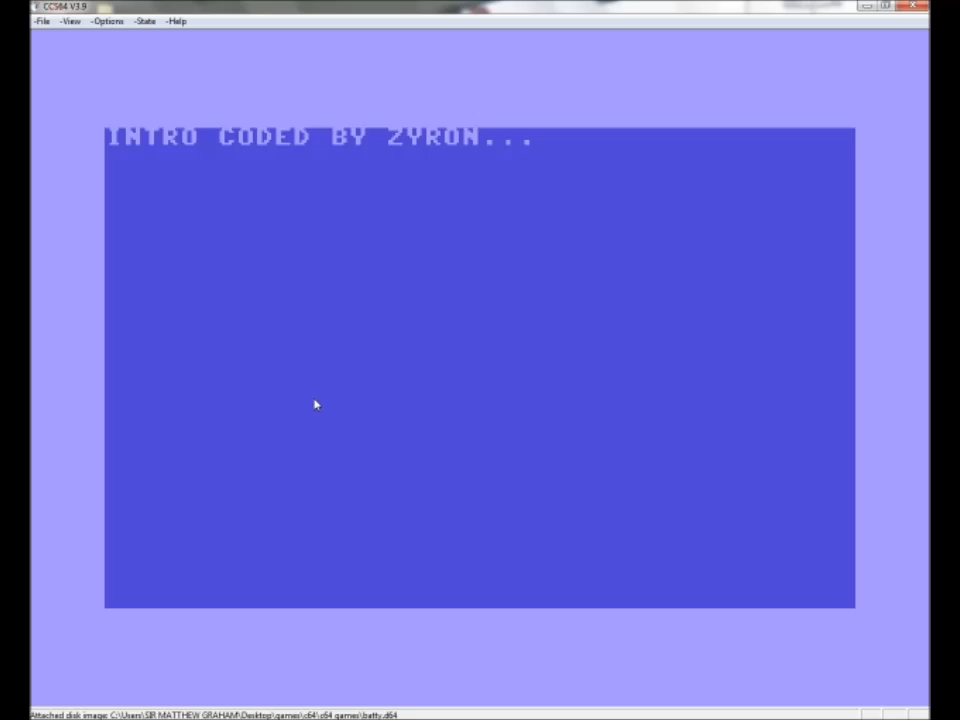 CCS64 V3.9
-File -View -Options -State -Help
INTRO CODED BY ZYRON...
Attached disk image: C:\Users\SIR MATTHEW GRAHAM\Desktop\games\c64\c64 games\batty.d64